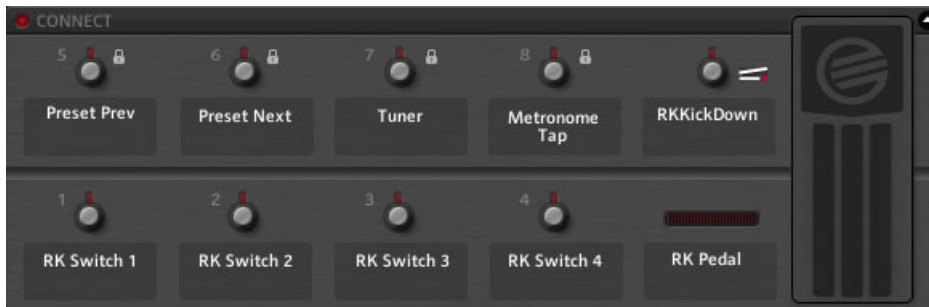 CONNECT
5
6
7
8
Preset Prev
Preset Next
Tuner
Metronome
Tap
RKKickDown
1
2
3
4
RK Switch 1
RK Switch 2
RK Switch 3
RK Switch 4
RK Pedal